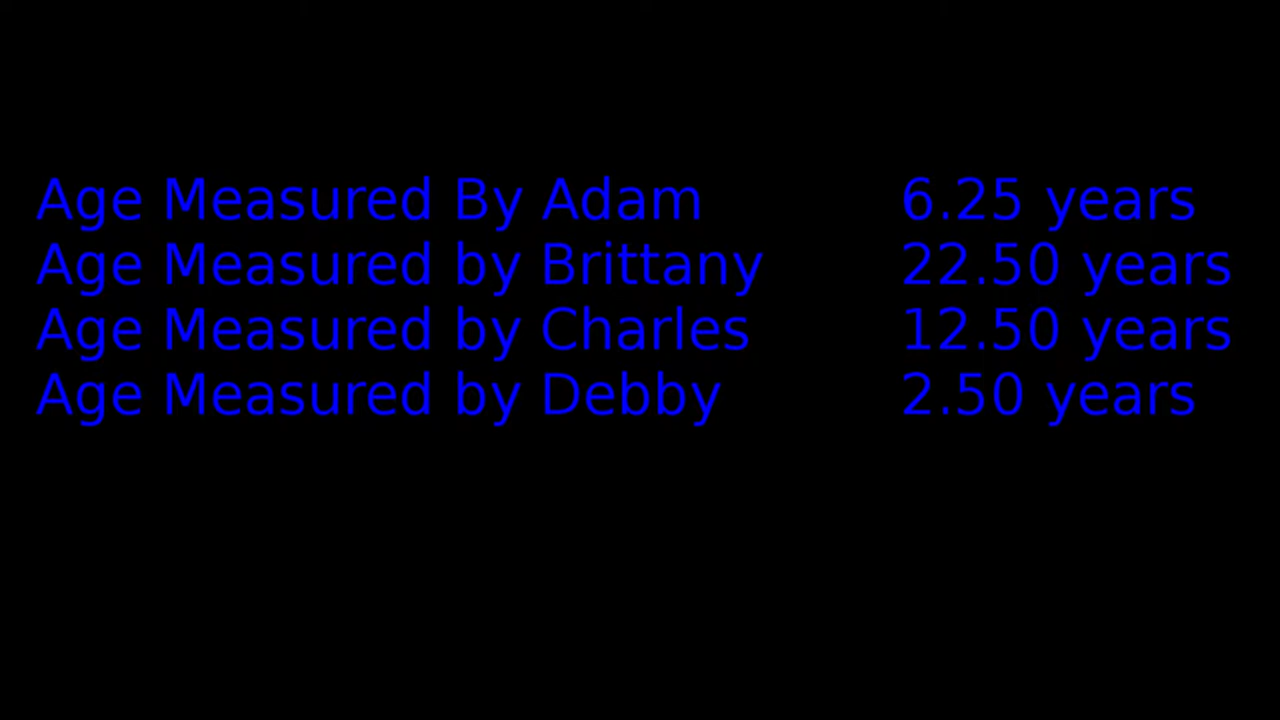 Age Measured By Adam 6.25 years
Age Measured by Brittany 22.50 years
Age Measured by Charles 12.50 years
Age Measured by Debby 2.50 years